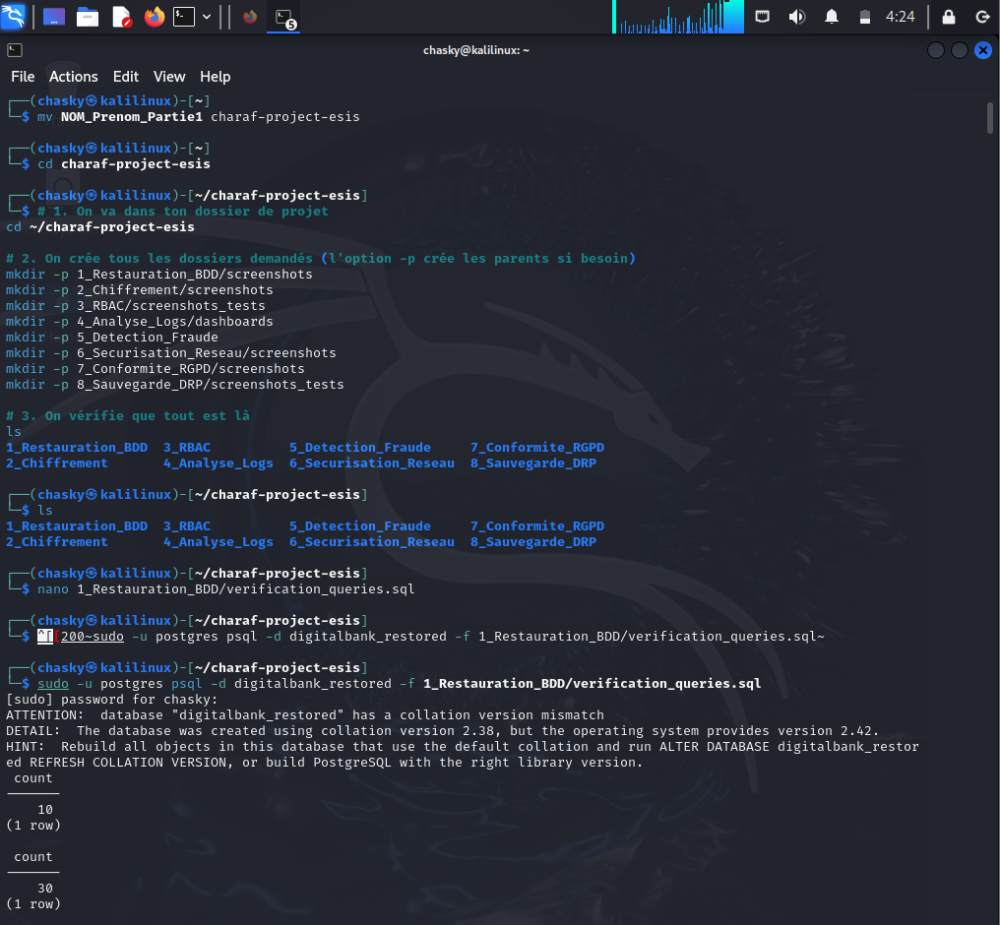 5
4:24
chasky@kalilinux: ~
File Actions Edit View Help
┌──(chasky㉿kalilinux)-[~]
└─$ mv NOM_Prenom_Partie1 charaf-project-esis
┌──(chasky㉿kalilinux)-[~]
└─$ cd charaf-project-esis
┌──(chasky㉿kalilinux)-[~/charaf-project-esis]
└─$ # 1. On va dans ton dossier de projet
cd ~/charaf-project-esis
# 2. On crée tous les dossiers demandés (l'option -p crée les parents si besoin)
mkdir -p 1_Restauration_BDD/screenshots
mkdir -p 2_Chiffrement/screenshots
mkdir -p 3_RBAC/screenshots_tests
mkdir -p 4_Analyse_Logs/dashboards
mkdir -p 5_Detection_Fraude
mkdir -p 6_Securisation_Reseau/screenshots
mkdir -p 7_Conformite_RGPD/screenshots
mkdir -p 8_Sauvegarde_DRP/screenshots_tests
# 3. On vérifie que tout est là
ls
1_Restauration_BDD 3_RBAC 5_Detection_Fraude 7_Conformite_RGPD
2_Chiffrement 4_Analyse_Logs 6_Securisation_Reseau 8_Sauvegarde_DRP
┌──(chasky㉿kalilinux)-[~/charaf-project-esis]
└─$ ls
1_Restauration_BDD 3_RBAC 5_Detection_Fraude 7_Conformite_RGPD
2_Chiffrement 4_Analyse_Logs 6_Securisation_Reseau 8_Sauvegarde_DRP
┌──(chasky㉿kalilinux)-[~/charaf-project-esis]
└─$ nano 1_Restauration_BDD/verification_queries.sql
┌──(chasky㉿kalilinux)-[~/charaf-project-esis]
└─$ ^[[200~sudo -u postgres psql -d digitalbank_restored -f 1_Restauration_BDD/verification_queries.sql~
┌──(chasky㉿kalilinux)-[~/charaf-project-esis]
└─$ sudo -u postgres psql -d digitalbank_restored -f 1_Restauration_BDD/verification_queries.sql
[sudo] password for chasky:
ATTENTION:  database "digitalbank_restored" has a collation version mismatch
DETAIL:  The database was created using collation version 2.38, but the operating system provides version 2.42.
HINT:  Rebuild all objects in this database that use the default collation and run ALTER DATABASE digitalbank_restor
ed REFRESH COLLATION VERSION, or build PostgreSQL with the right library version.
count
───────
10
(1 row)
count
───────
30
(1 row)